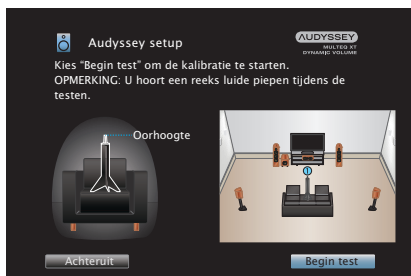 Audyssey setup
AUDYSSEY
MULTEQ XT
DYNAMIC VOLUME
Kies “Begin test” om de kalibratie te starten.
OPMERKING: U hoort een reeks luide piepen tijdens de
testen.
Oorhoogte
1
Achteruit
Begin test